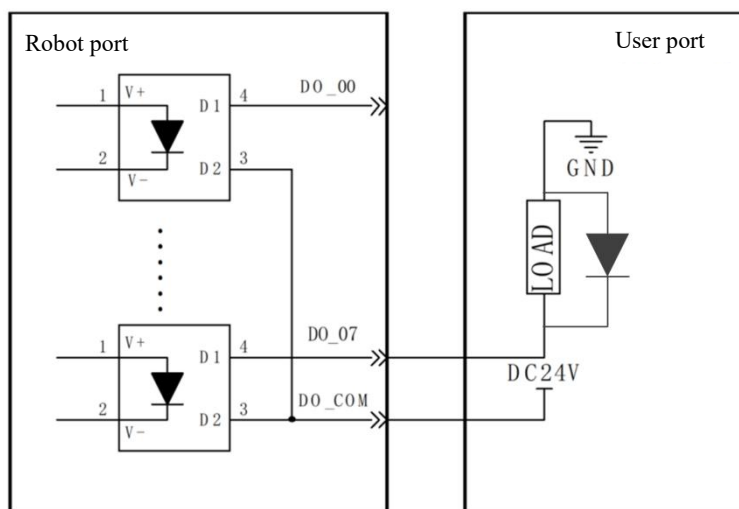 Robot port
User port
1
V+
D1
4
DO_00
2
V-
D2
3
GND
LOAD
1
V+
D1
4
DO_07
DC24V
2
V-
D2
3
DO_COM